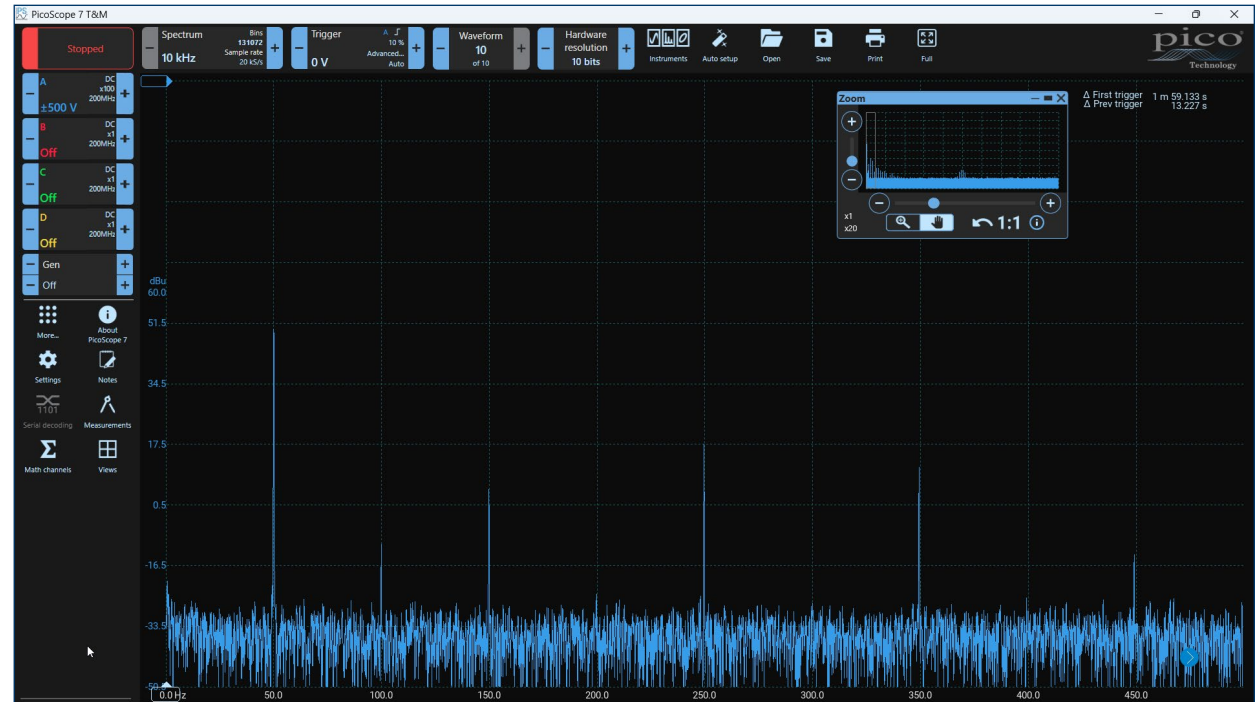 PicoScope 7 T&M
Stopped
Spectrum
10 kHz
Bins
131072
Sample rate
20 kS/s
Trigger
0 V
A
10 %
Advanced...
Auto
Waveform
10
of 10
Hardware
resolution
10 bits
Instruments
Auto setup
Open
Save
Print
Full
pico
Technology
A
DC
x100
200MHz
±500 V
B
DC
x1
200MHz
Off
C
DC
x1
200MHz
Off
D
DC
x1
200MHz
Off
Gen
Off
More...
About
PicoScope 7
Settings
Notes
1101
Serial decoding
Measurements
Math channels
Views
Zoom
x1
x20
1:1
Δ First trigger 1 m 59.133 s
Δ Prev trigger 13.227 s
dBu
60.0
51.5
34.5
17.5
0.5
-16.5
-33.5
-50.5
0.0 Hz
50.0
100.0
150.0
200.0
250.0
300.0
350.0
400.0
450.0